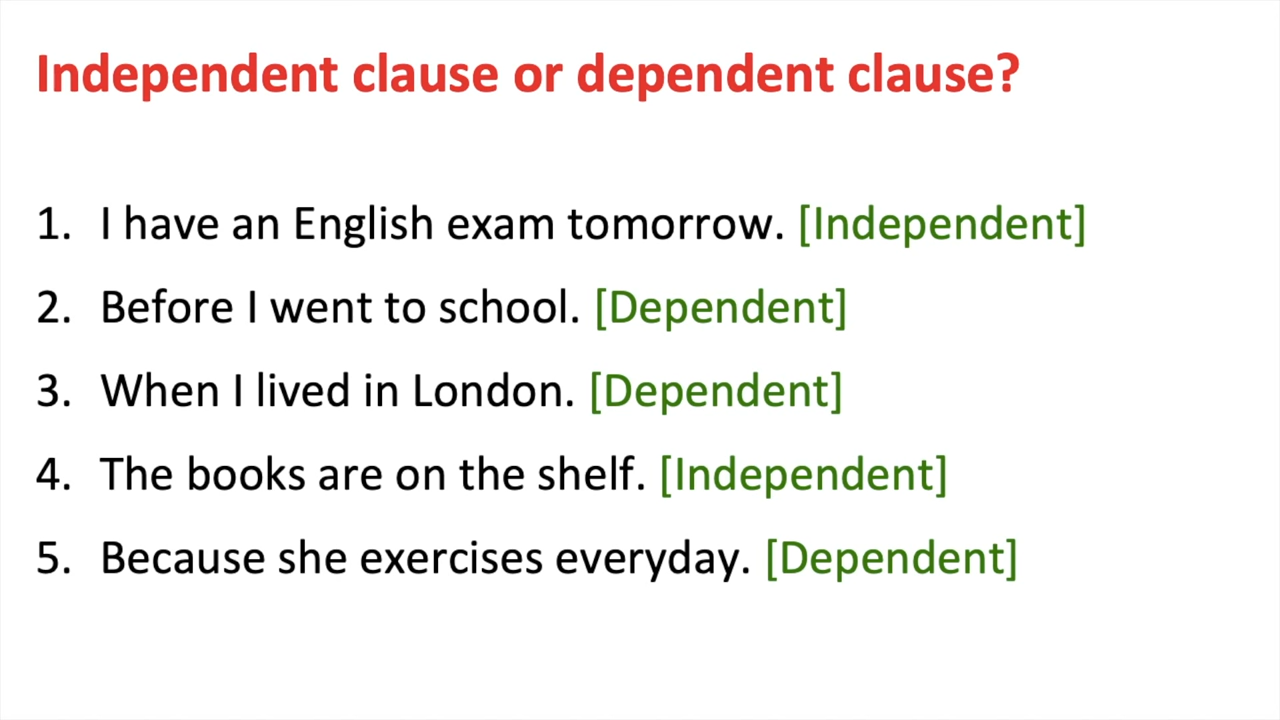 Independent clause or dependent clause?
1. I have an English exam tomorrow. [Independent]
2. Before I went to school. [Dependent]
3. When I lived in London. [Dependent]
4. The books are on the shelf. [Independent]
5. Because she exercises everyday. [Dependent]